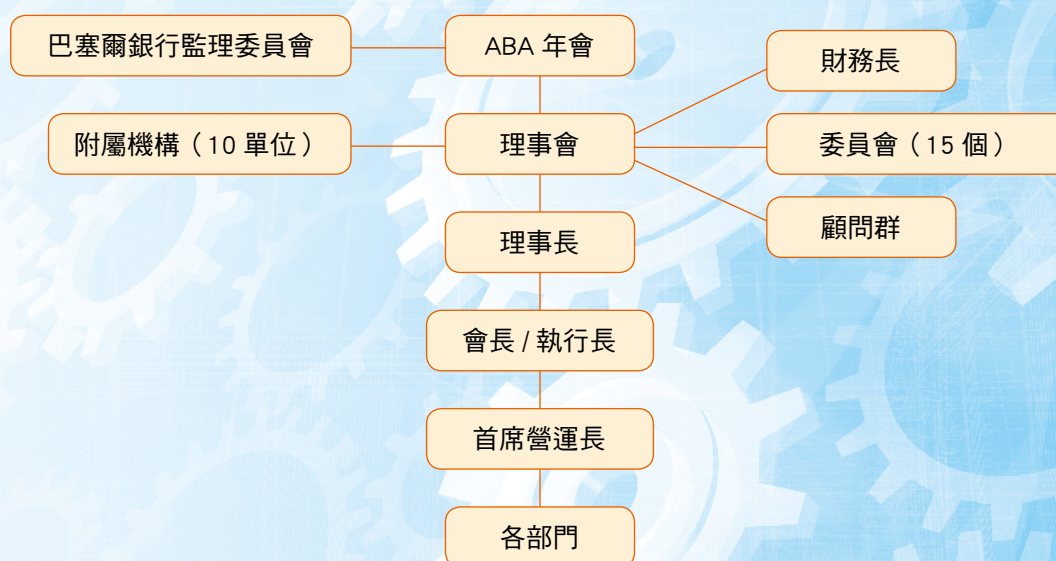 巴塞爾銀行監理委員會
ABA 年會
財務長
附屬機構（10 單位）
理事會
委員會（15 個）
理事長
顧問群
會長 / 執行長
首席營運長
各部門